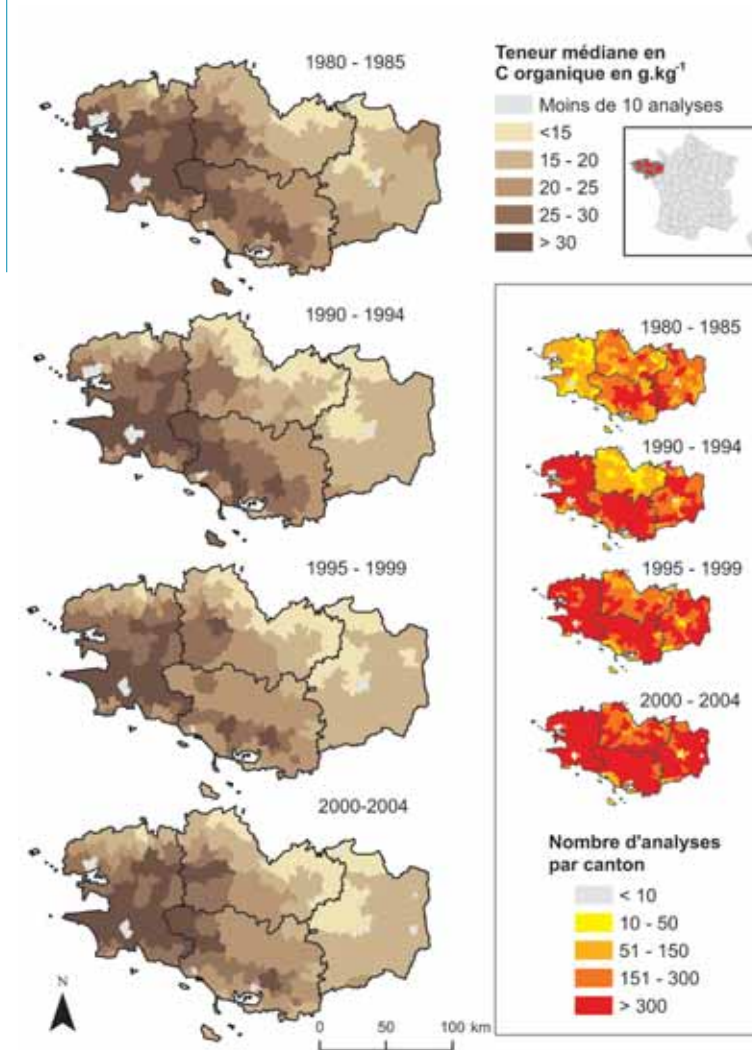 1980 - 1985
1990 - 1994
1995 - 1999
2000-2004
N
0 50 100 km
Teneur médiane en
C organique en g.kg-1
Moins de 10 analyses
<15
15 - 20
20 - 25
25 - 30
> 30
1980 - 1985
1990 - 1994
1995 - 1999
2000 - 2004
Nombre d'analyses
par canton
< 10
10 - 50
51 - 150
151 - 300
> 300